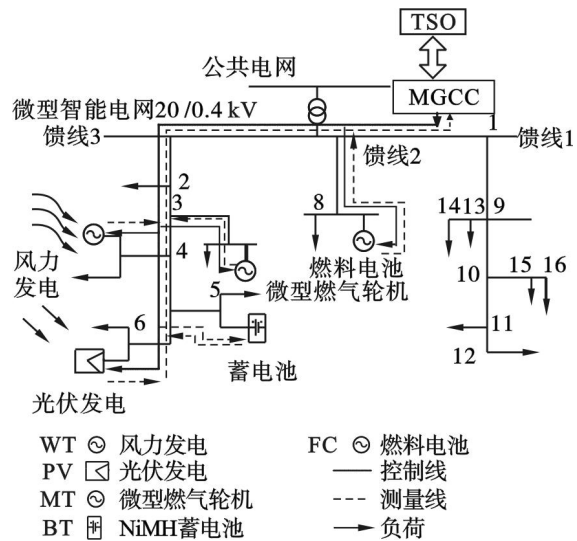 TSO
公共电网
MGCC
微型智能电网20/0.4 kV
1
馈线3
馈线1
馈线2
2
3
8
14 13 9
4
风力发电
燃料电池
10
15 16
微型燃气轮机
5
6
11
蓄电池
12
光伏发电
WT 风力发电
FC 燃料电池
PV 光伏发电
控制线
MT 微型燃气轮机
测量线
BT NiMH蓄电池
负荷